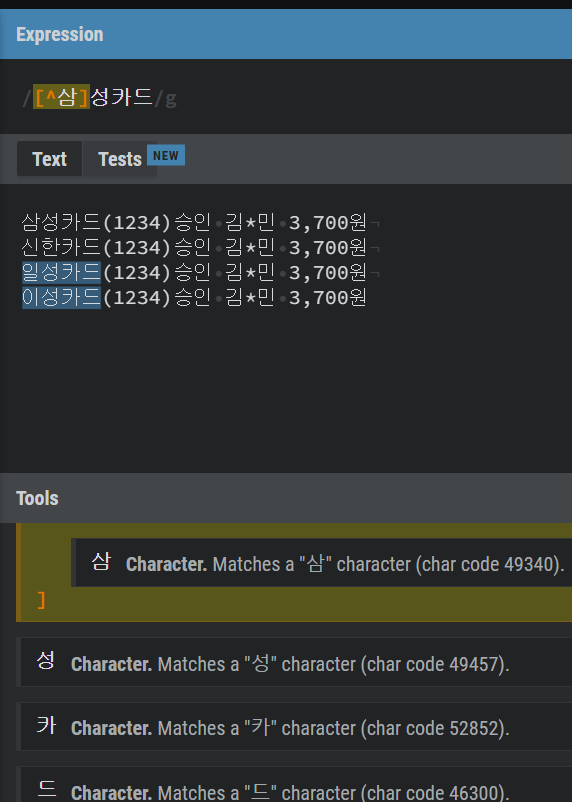 Expression
/[^삼]성카드/g
Text Tests NEW
삼성카드(1234)승인•김*민•3,700원¬
신한카드(1234)승인•김*민•3,700원¬
일성카드(1234)승인•김*민•3,700원¬
이성카드(1234)승인•김*민•3,700원
Tools
삼 Character. Matches a "삼" character (char code 49340).
]
성 Character. Matches a "성" character (char code 49457).
카 Character. Matches a "카" character (char code 52852).
드 Character. Matches a "드" character (char code 46300).